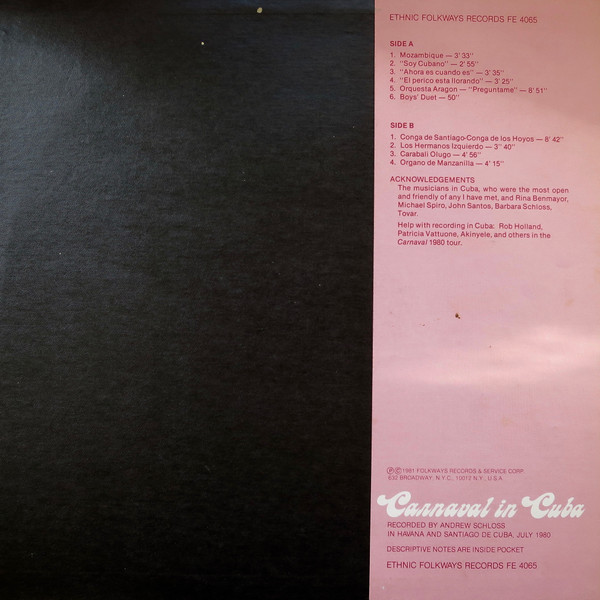 ETHNIC FOLKWAYS RECORDS FE 4065
SIDE A
1. Mozambique — 3' 33"
2. "Soy Cubano" — 2' 55"
3. "Ahora es cuando es" — 3' 35"
4. "El perico esta llorando" — 3' 25"
5. Orquesta Aragon — "Preguntame" — 8' 51"
6. Boys' Duet — 50"
SIDE B
1. Conga de Santiago-Conga de los Hoyos — 8' 42"
2. Los Hermanos Izquierdo — 3" 40"
3. Carabali Olugo — 4' 56"
4. Organo de Manzanilla — 4' 15"
ACKNOWLEDGEMENTS
The musicians in Cuba, who were the most open
and friendly of any I have met, and Rina Benmayor,
Michael Spiro, John Santos, Barbara Schloss,
Tovar.
Help with recording in Cuba: Rob Holland,
Patricia Vattuone, Akinyele, and others in the
Carnaval 1980 tour.
Ⓟ©1981 FOLKWAYS RECORDS & SERVICE CORP.
632 BROADWAY N.Y.C. 10012 N.Y. U.S.A.
Carnaval in Cuba
RECORDED BY ANDREW SCHLOSS
IN HAVANA AND SANTIAGO DE CUBA, JULY 1980
DESCRIPTIVE NOTES ARE INSIDE POCKET
ETHNIC FOLKWAYS RECORDS FE 4065